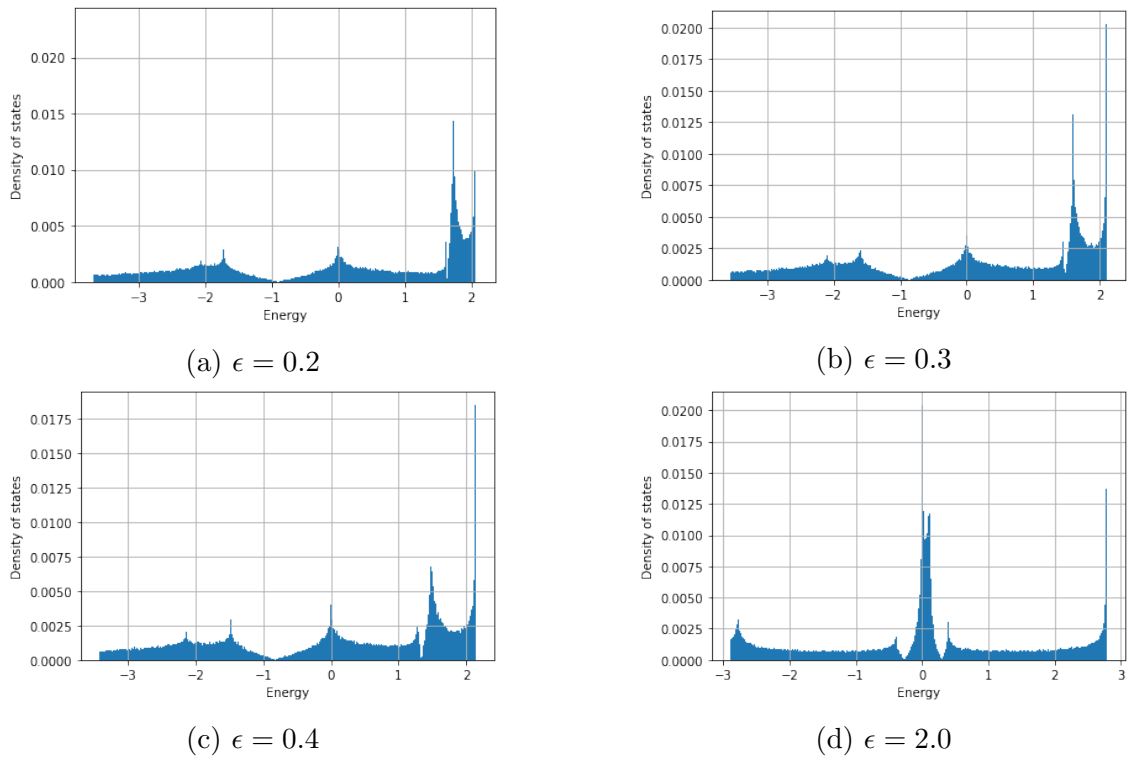 0.020
0.015
0.010
0.005
0.000
Density of states
−3 −2 −1 0 1 2
Energy
(a) ϵ = 0.2
0.0200
0.0175
0.0150
0.0125
0.0100
0.0075
0.0050
0.0025
0.0000
Density of states
−3 −2 −1 0 1 2
Energy
(b) ϵ = 0.3
0.0175
0.0150
0.0125
0.0100
0.0075
0.0050
0.0025
0.0000
Density of states
−3 −2 −1 0 1 2
Energy
(c) ϵ = 0.4
0.0200
0.0175
0.0150
0.0125
0.0100
0.0075
0.0050
0.0025
0.0000
Density of states
−3 −2 −1 0 1 2 3
Energy
(d) ϵ = 2.0